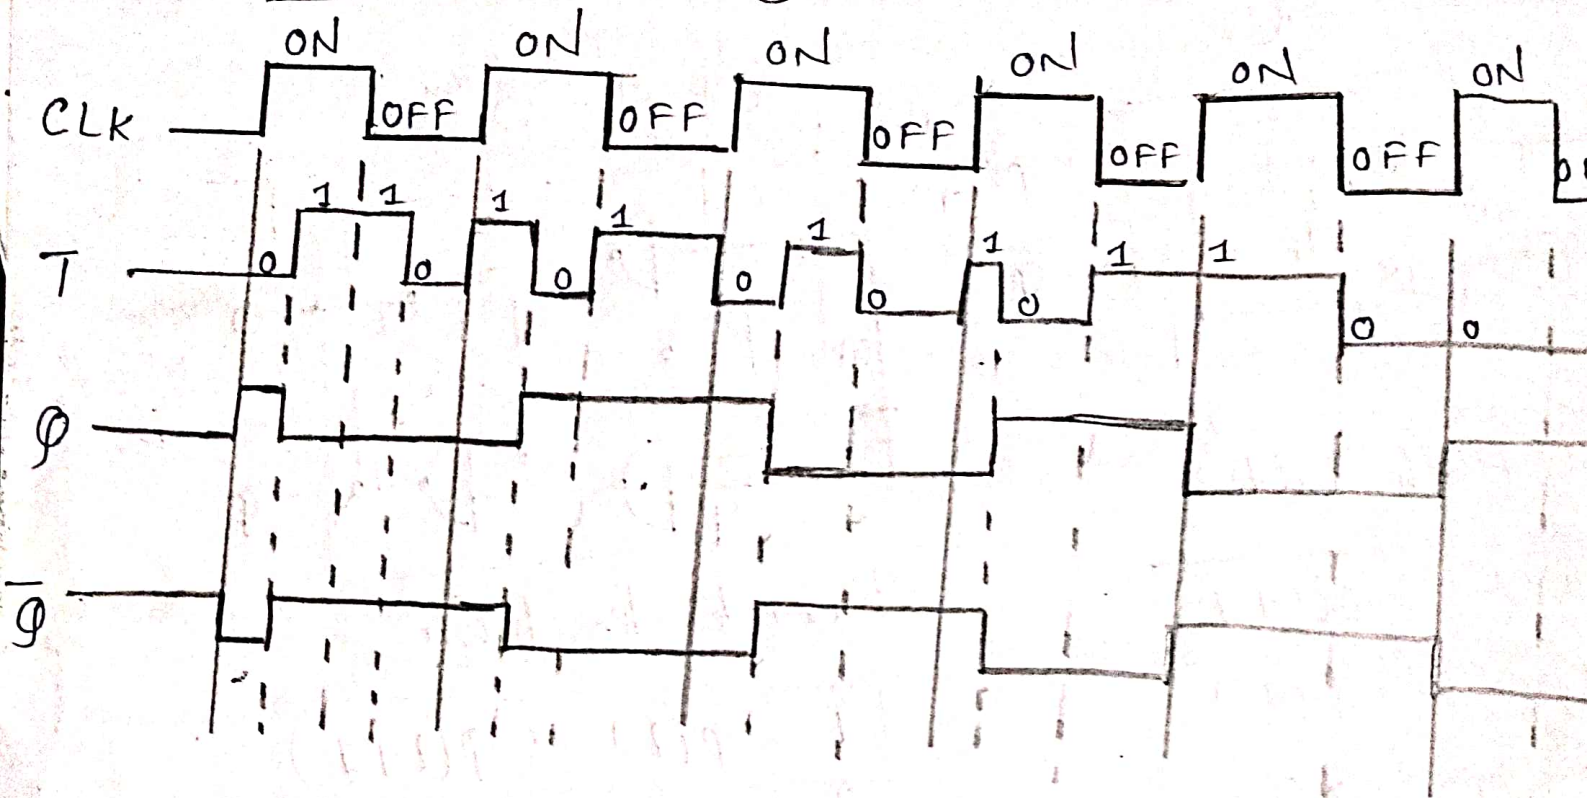 ON ON ON ON ON ON
CLK OFF OFF OFF OFF OFF
1 1 1 1 1 1 1 1
T 0 0 0 0 0 0 0 0
Q
Q̅